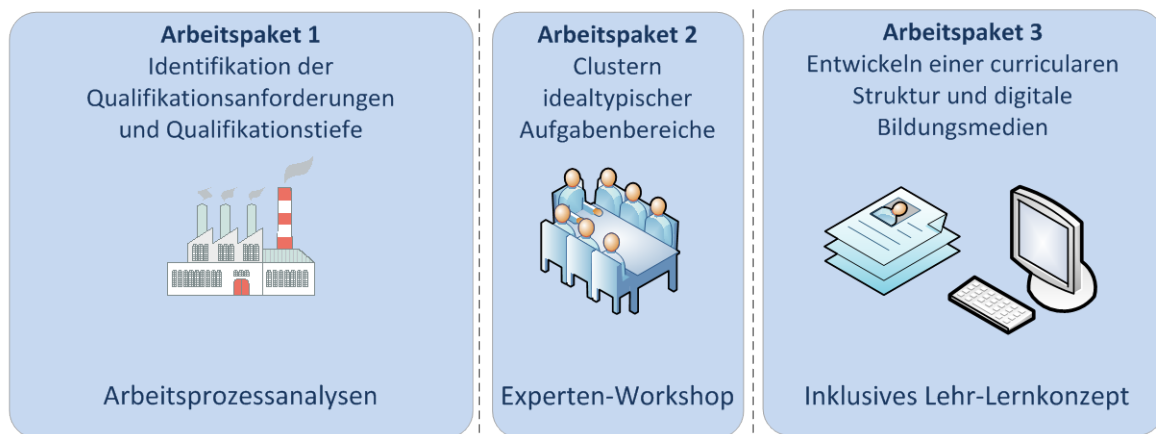 Arbeitspaket 1
Identifikation der
Qualifikationsanforderungen
und Qualifikationstiefe
Arbeitsprozessanalysen
Arbeitspaket 2
Clustern
idealtypischer
Aufgabenbereiche
Experten-Workshop
Arbeitspaket 3
Entwickeln einer curricularen
Struktur und digitale
Bildungsmedien
Inklusives Lehr-Lernkonzept